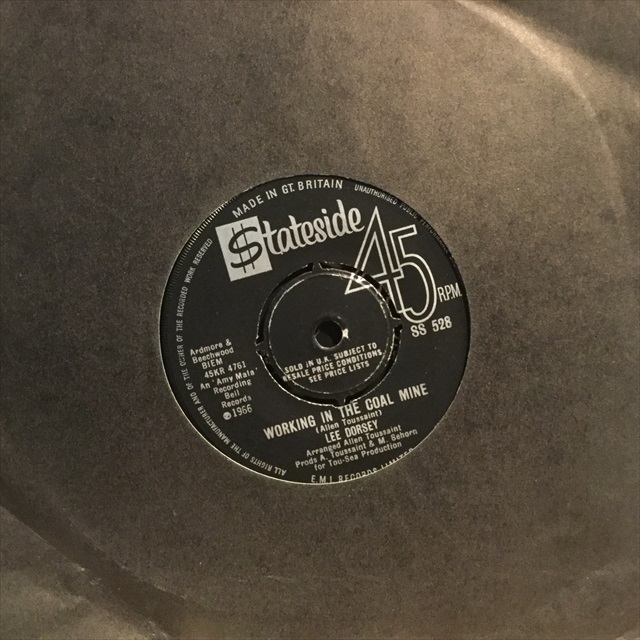 MADE IN GT. BRITAIN
UNAUTHORISED
$tateside
45
RPM
SS 528
ALL RIGHTS OF THE MANUFACTURER AND OF THE OWNER OF THE RECORDED WORK RESERVED
Ardmore &
Beechwood
BIEM
45KR 4761
An 'Amy Mala'
Recording
Bell
Records
℗1966
SOLD IN U.K. SUBJECT TO
RESALE PRICE CONDITIONS
SEE PRICE LISTS
WORKING IN THE COAL MINE
(Allen Toussaint)
LEE DORSEY
Arranged Allen Toussaint
Prods A. Toussaint & M. Sehorn
for Tou-Sea Production
E.M.I. RECORDS LIMITED